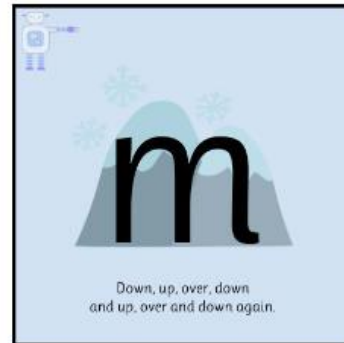 m
Down, up, over, down
and up, over and down again.